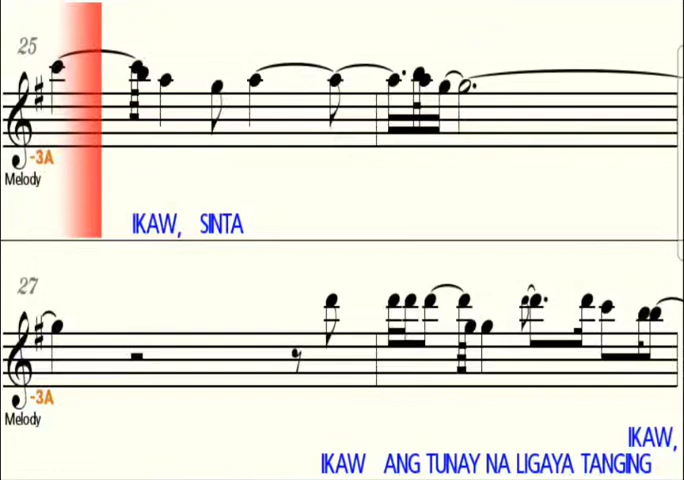 25
-3A
Melody
IKAW, SINTA
27
-3A
Melody
IKAW,
IKAW ANG TUNAY NA LIGAYA TANGING